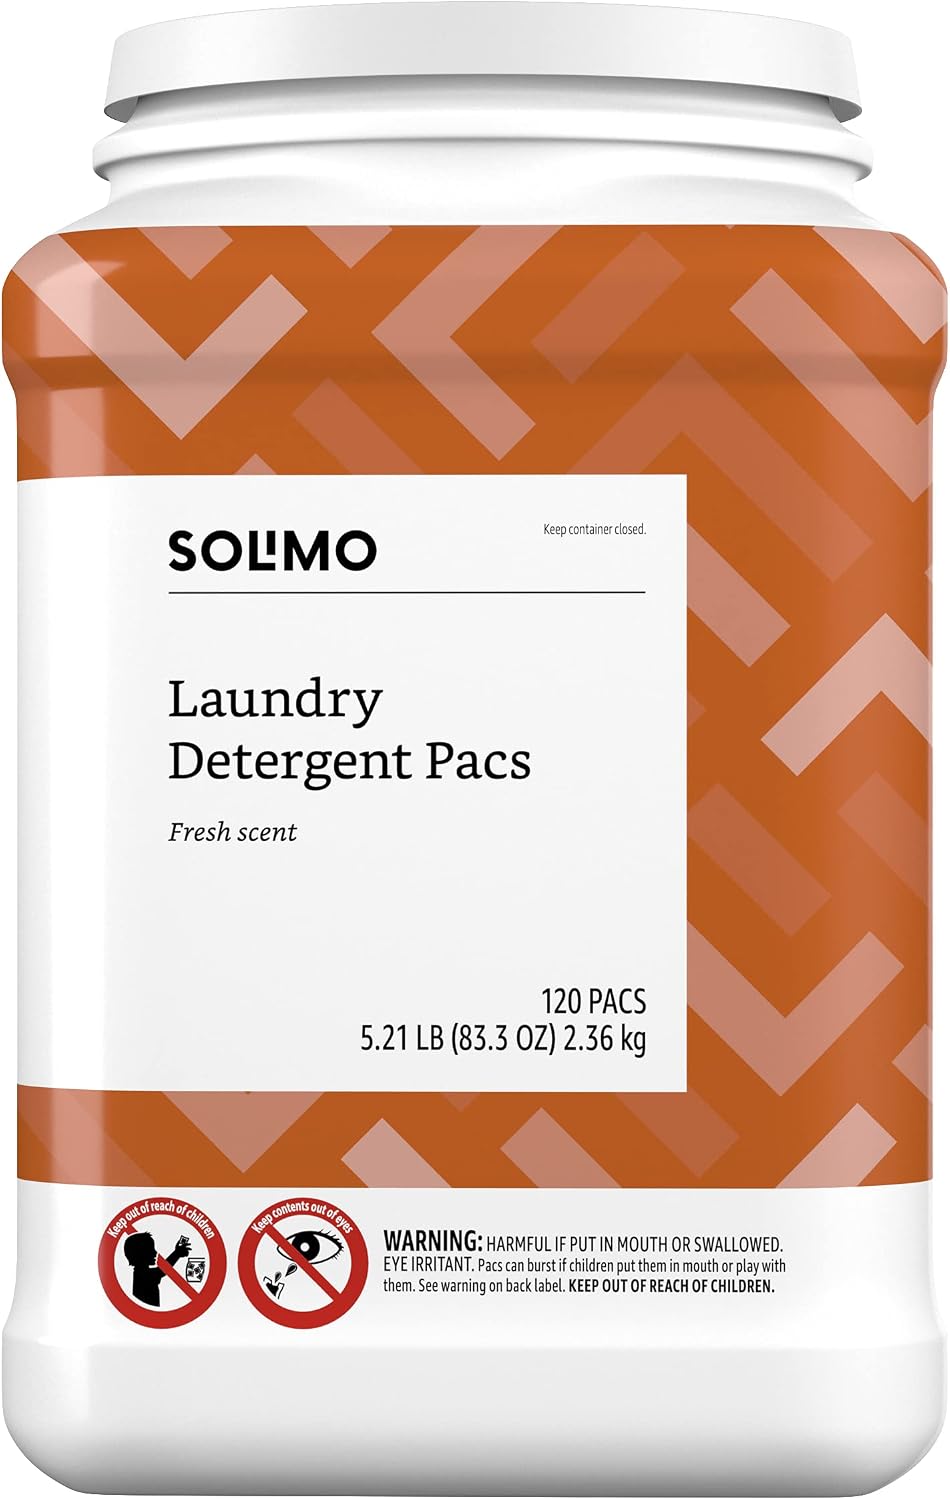 SOLIMO
Keep container closed.
Laundry
Detergent Pacs
Fresh scent
120 PACS
5.21 LB (83.3 OZ) 2.36 kg
Keep out of reach of children
Keep contents out of eyes
WARNING: HARMFUL IF PUT IN MOUTH OR SWALLOWED.
EYE IRRITANT. Pacs can burst if children put them in mouth or play with
them. See warning on back label. KEEP OUT OF REACH OF CHILDREN.